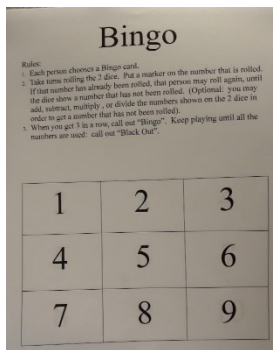 Bingo
Rules:
1. Each person chooses a Bingo card.
2. Take turns rolling the 2 dice. Put a marker on the number that is rolled.
If that number has already been rolled, that person may roll again, until
the dice show a number that has not been rolled. (Optional: you may
add, subtract, multiply, or divide the numbers shown on the 2 dice in
order to get a number that has not been rolled).
3. When you get 3 in a row, call out "Bingo". Keep playing until all the
numbers are used: call out "Black Out".
1 2 3
4 5 6
7 8 9